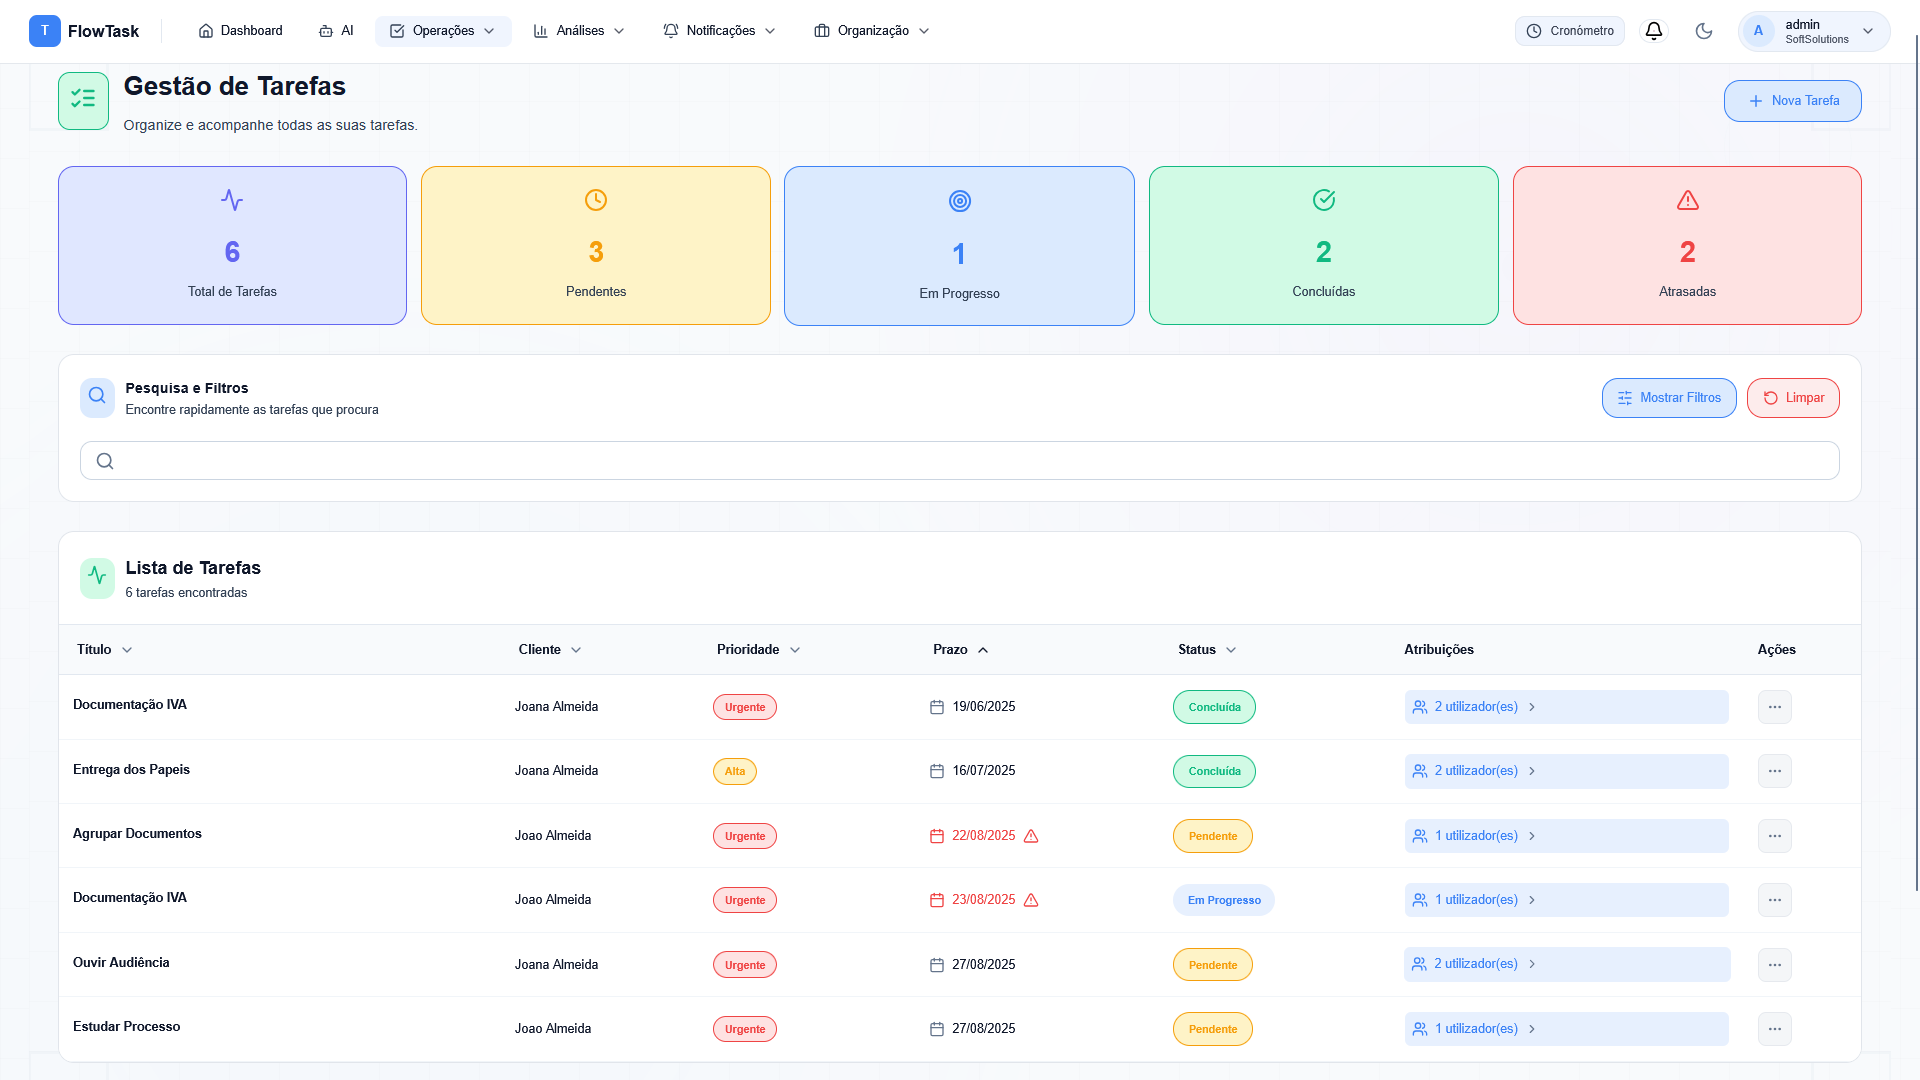 T FlowTask Dashboard AI Operações Análises Notificações Organização Cronómetro A admin
SoftSolutions
Gestão de Tarefas
Organize e acompanhe todas as suas tarefas.
Nova Tarefa
6 3 1 2 2
Total de Tarefas Pendentes Em Progresso Concluídas Atrasadas
Pesquisa e Filtros
Encontre rapidamente as tarefas que procura
Mostrar Filtros Limpar
Lista de Tarefas
6 tarefas encontradas
Título Cliente Prioridade Prazo Status Atribuições Ações
Documentação IVA Joana Almeida Urgente 19/06/2025 Concluída 2 utilizador(es)
Entrega dos Papeis Joana Almeida Alta 16/07/2025 Concluída 2 utilizador(es)
Agrupar Documentos Joao Almeida Urgente 22/08/2025 Pendente 1 utilizador(es)
Documentação IVA Joao Almeida Urgente 23/08/2025 Em Progresso 1 utilizador(es)
Ouvir Audiência Joana Almeida Urgente 27/08/2025 Pendente 2 utilizador(es)
Estudar Processo Joao Almeida Urgente 27/08/2025 Pendente 1 utilizador(es)